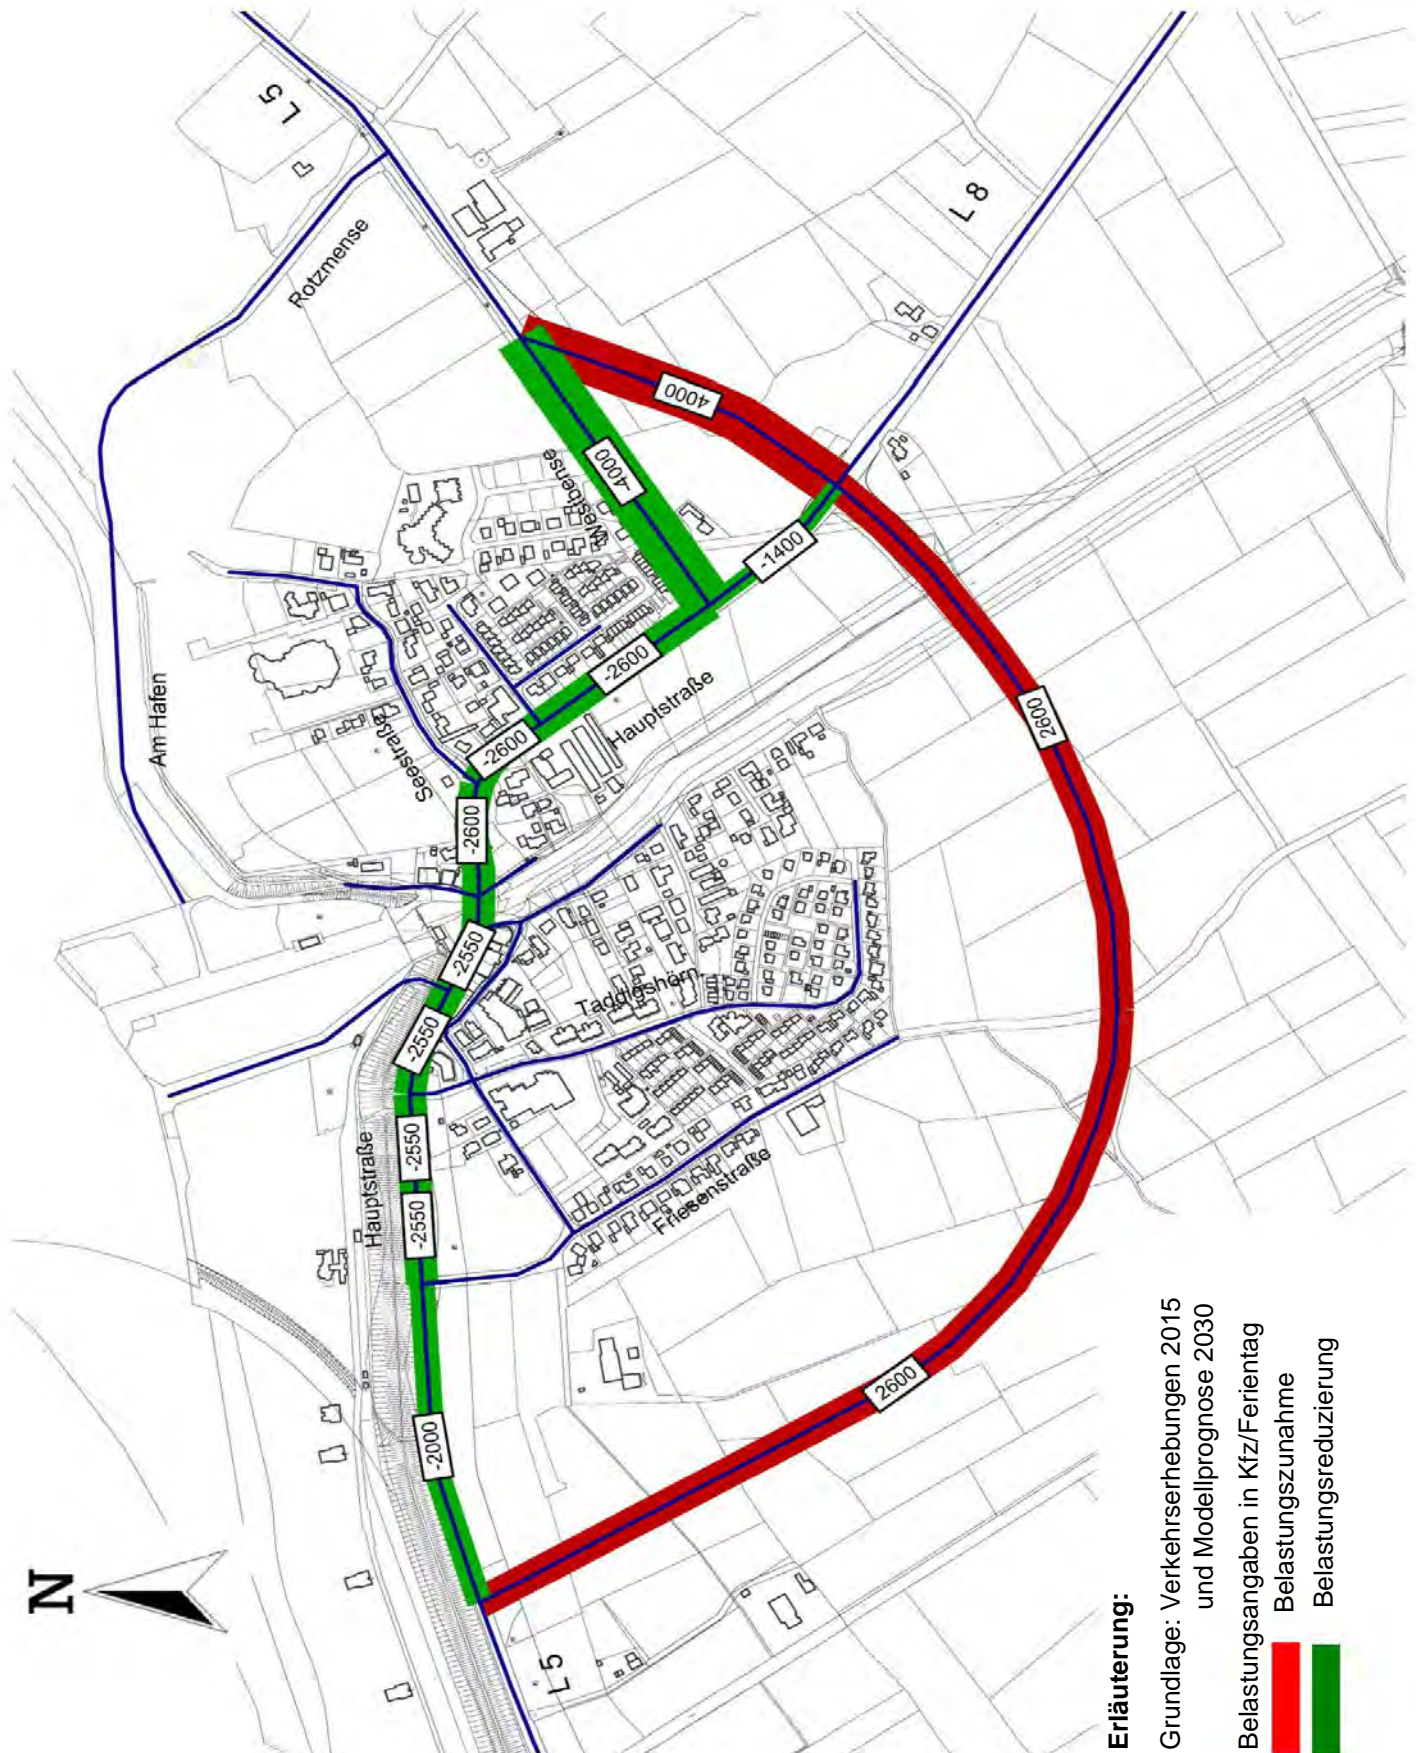 L 5
Rotzmense
L 8
4000
Westbense
-4000
-1400
Am Hafen
-2600
Hauptstraße
Seestraße
-2600
2600
-2600
-2550
Taddigshörn
-2550
Hauptstraße
-2550
-2550
Friesenstraße
2600
-2000
N
L 5
Erläuterung:
Grundlage: Verkehrserhebungen 2015
und Modellprognose 2030
Belastungsangaben in Kfz/Ferientag
Belastungszunahme
Belastungsreduzierung